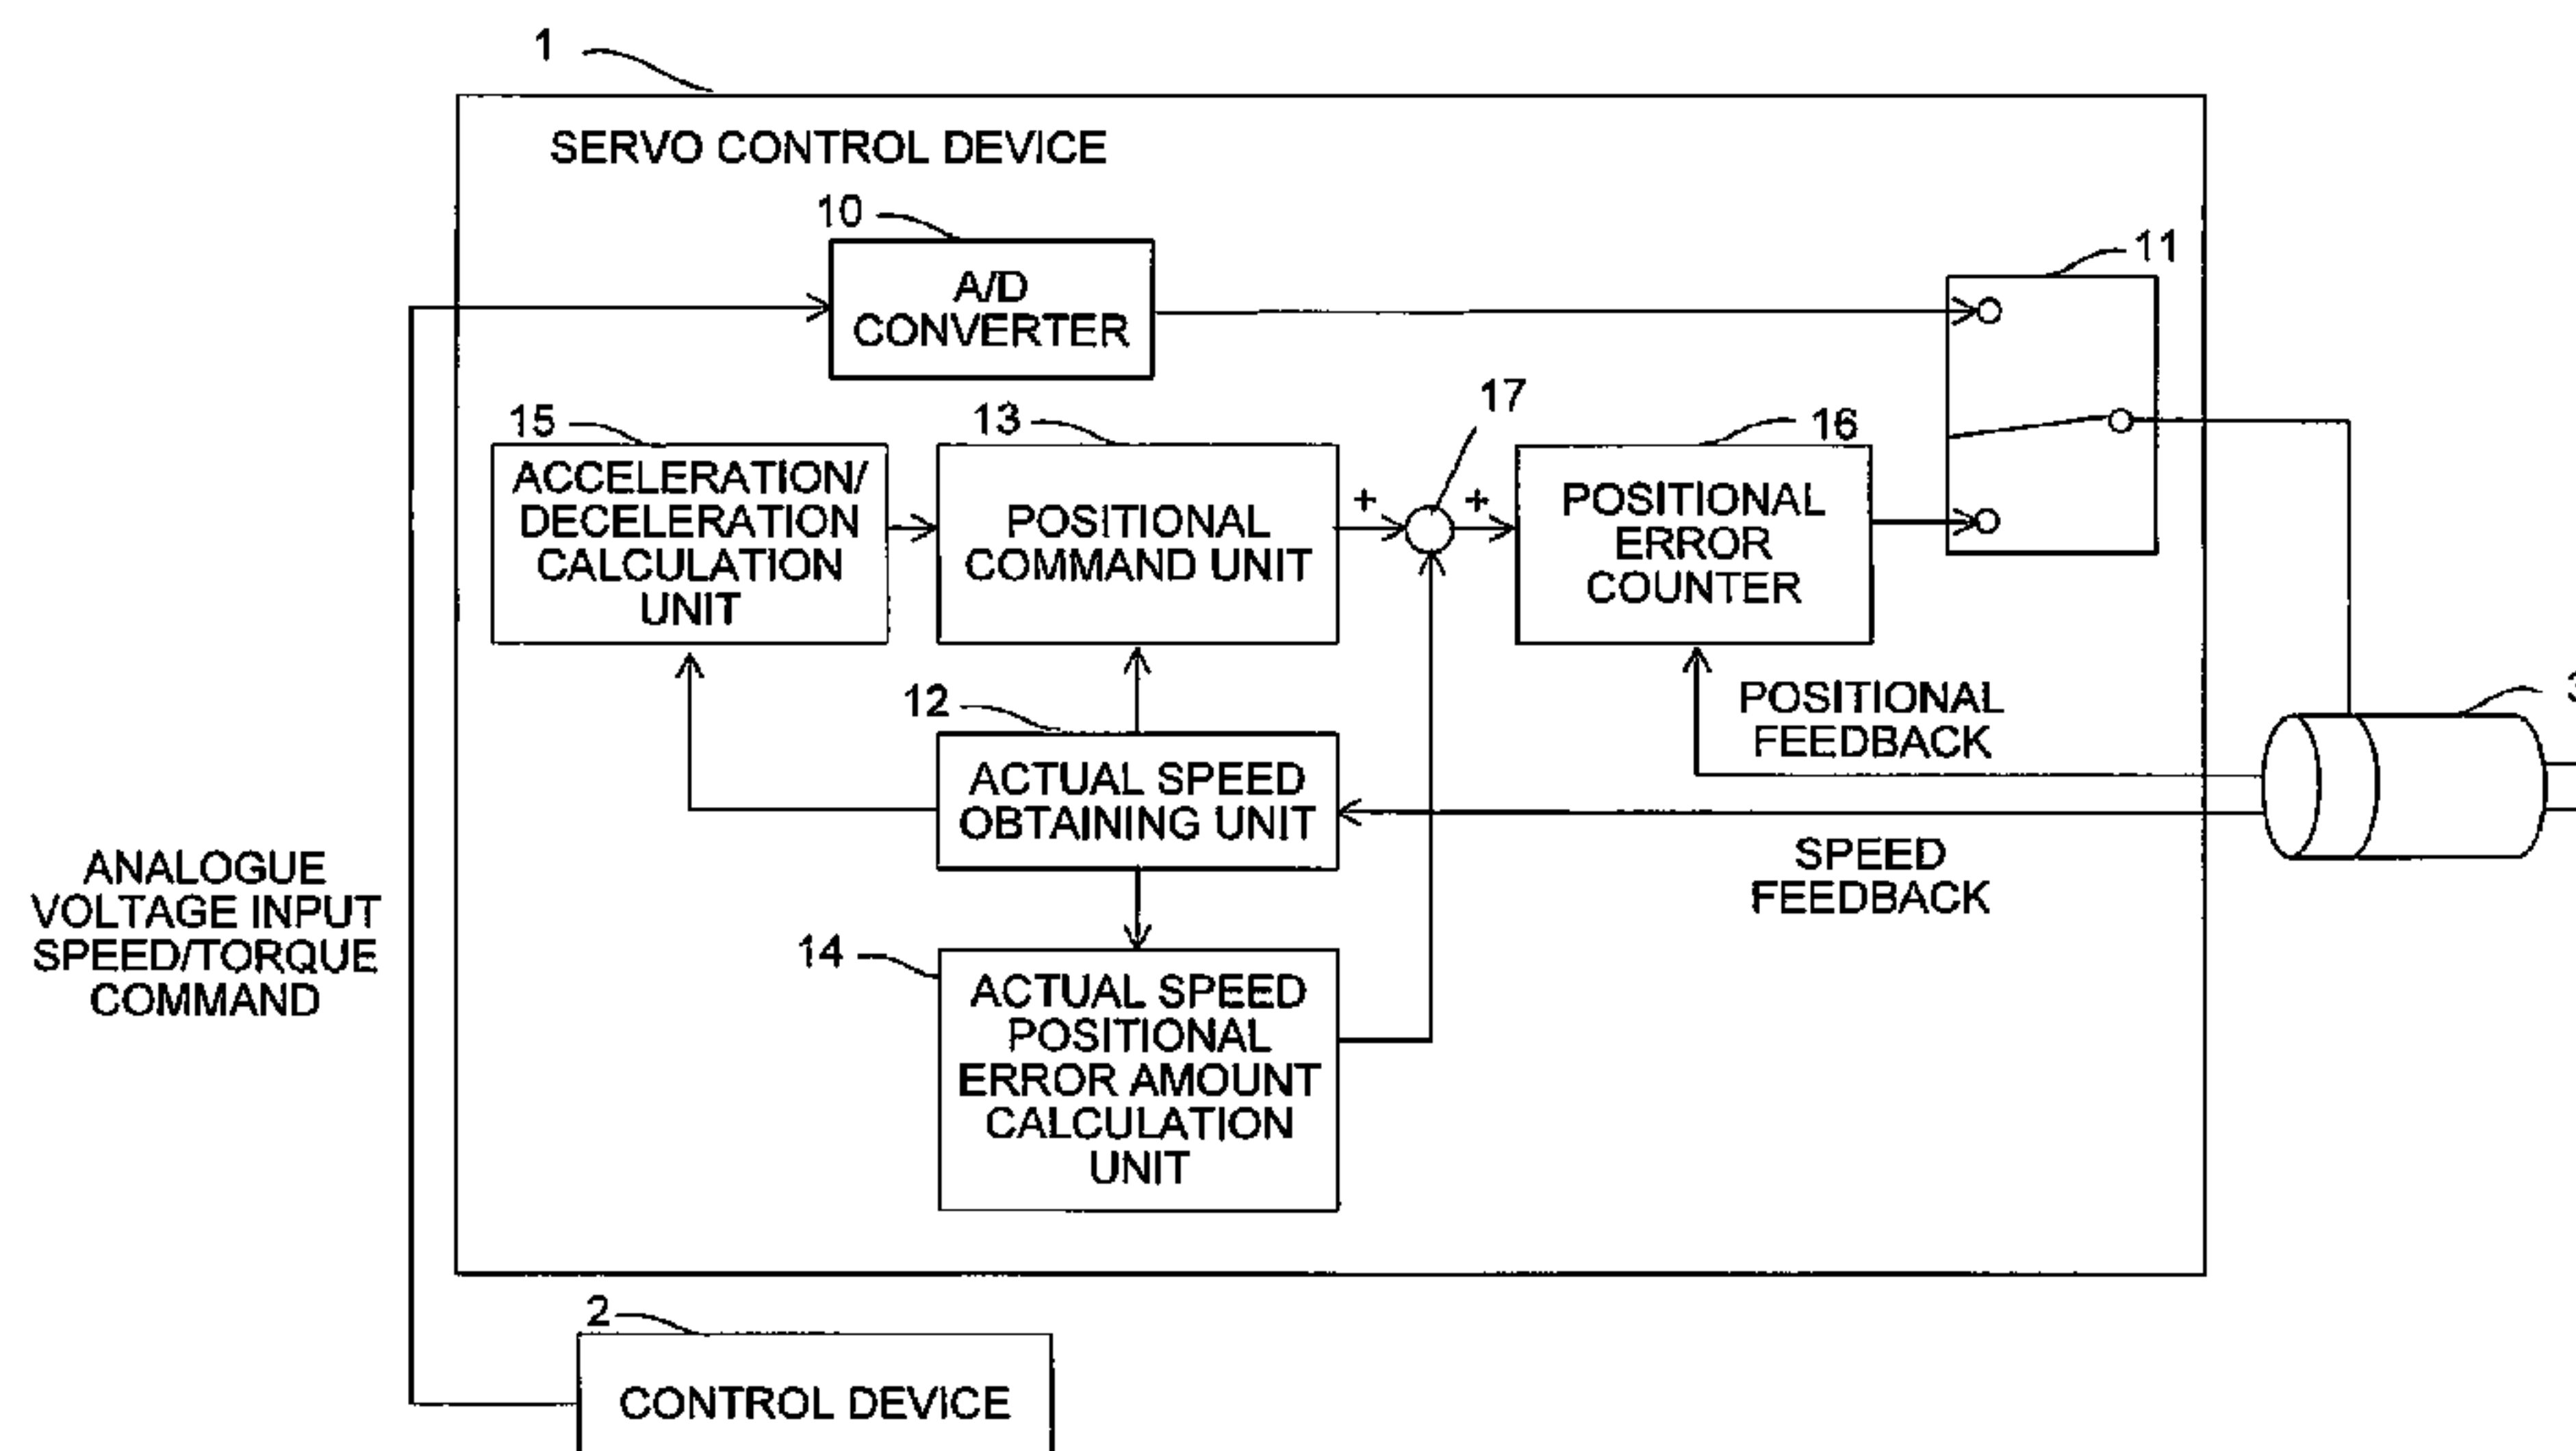 1
SERVO CONTROL DEVICE
10
A/D
CONVERTER
11
15
ACCELERATION/
DECELERATION
CALCULATION
UNIT
13
POSITIONAL
COMMAND UNIT
+
17
+
16
POSITIONAL
ERROR
COUNTER
12
ACTUAL SPEED
OBTAINING UNIT
POSITIONAL
FEEDBACK
SPEED
FEEDBACK
14
ACTUAL SPEED
POSITIONAL
ERROR AMOUNT
CALCULATION
UNIT
ANALOGUE
VOLTAGE INPUT
SPEED/TORQUE
COMMAND
2
CONTROL DEVICE